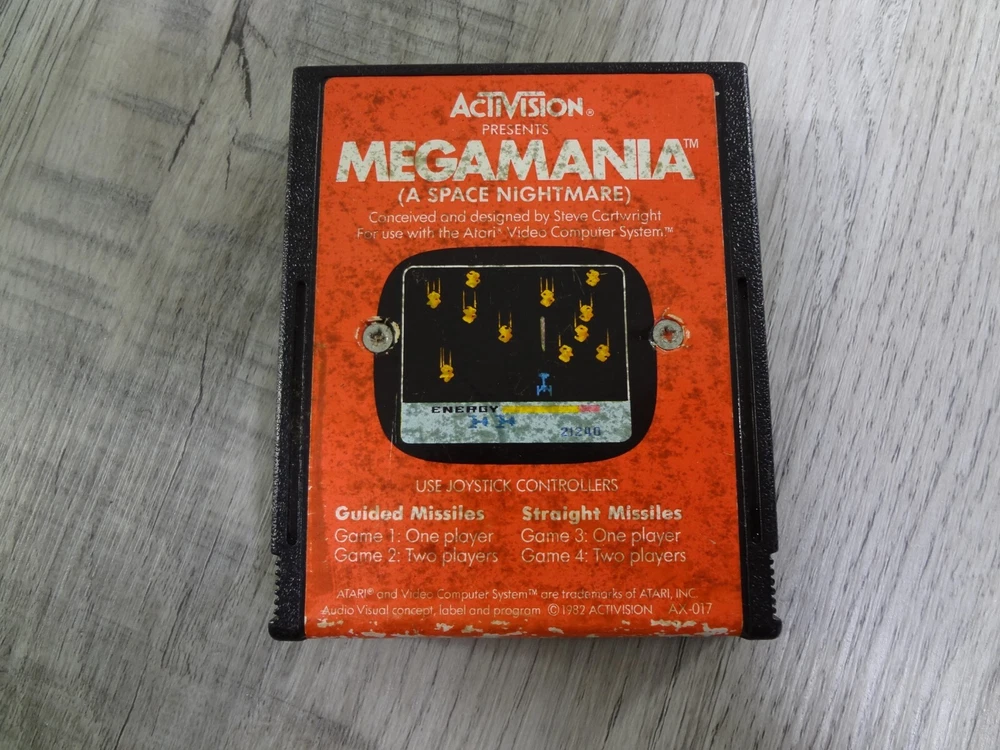 ACTIVISION®
PRESENTS
MEGAMANIA™
(A SPACE NiGHTMARE)
Conceived and designed by Steve Cartwright
For use with the Atari® Video Computer System™
ENERGY
21240
USE JOYSTICK CONTROLLERS
Guided Missiles Straight Missiles
Game 1: One player Game 3: One player
Game 2: Two players Game 4: Two players
ATARI® and Video Computer System™ are trademarks of ATARI, INC.
Audio Visual concept, label and program ©1982 ACTIVISION AX-017